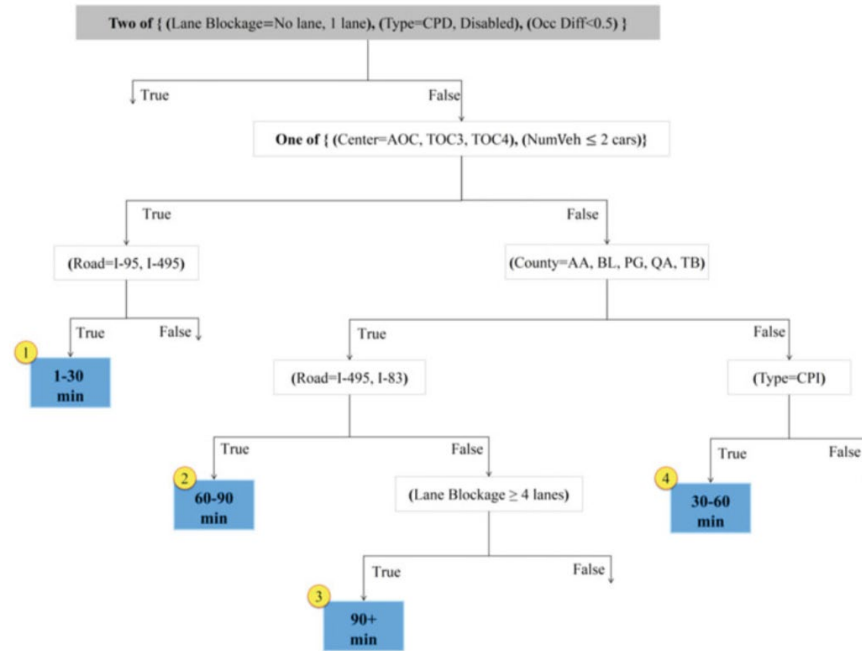 Two of { (Lane Blockage=No lane, 1 lane), (Type=CPD, Disabled), (Occ Diff<0.5) }
True
False
One of { (Center=AOC, TOC3, TOC4), (NumVeh ≤ 2 cars)}
True
False
(Road=I-95, I-495)
(County=AA, BL, PG, QA, TB)
True
False
True
False
1
1-30
min
(Road=I-495, I-83)
(Type=CPI)
True
False
True
False
2
60-90
min
(Lane Blockage ≥ 4 lanes)
4
30-60
min
True
False
3
90+
min